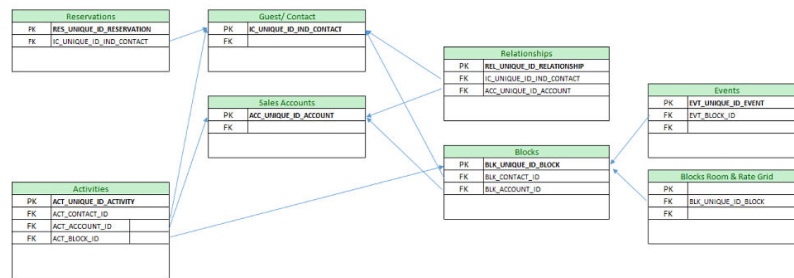 Reservations
PK RES_UNIQUE_ID_RESERVATION
FK IC_UNIQUE_ID_IND_CONTACT
Guest/ Contact
PK IC_UNIQUE_ID_IND_CONTACT
FK
Relationships
PK REL_UNIQUE_ID_RELATIONSHIP
FK IC_UNIQUE_ID_IND_CONTACT
FK ACC_UNIQUE_ID_ACCOUNT
Sales Accounts
PK ACC_UNIQUE_ID_ACCOUNT
FK
Events
PK EVT_UNIQUE_ID_EVENT
FK EVT_BLOCK_ID
FK
Blocks
PK BLK_UNIQUE_ID_BLOCK
FK BLK_CONTACT_ID
FK BLK_ACCOUNT_ID
Blocks Room & Rate Grid
PK
FK BLK_UNIQUE_ID_BLOCK
FK
Activities
PK ACT_UNIQUE_ID_ACTIVITY
FK ACT_CONTACT_ID
FK ACT_ACCOUNT_ID
FK ACT_BLOCK_ID